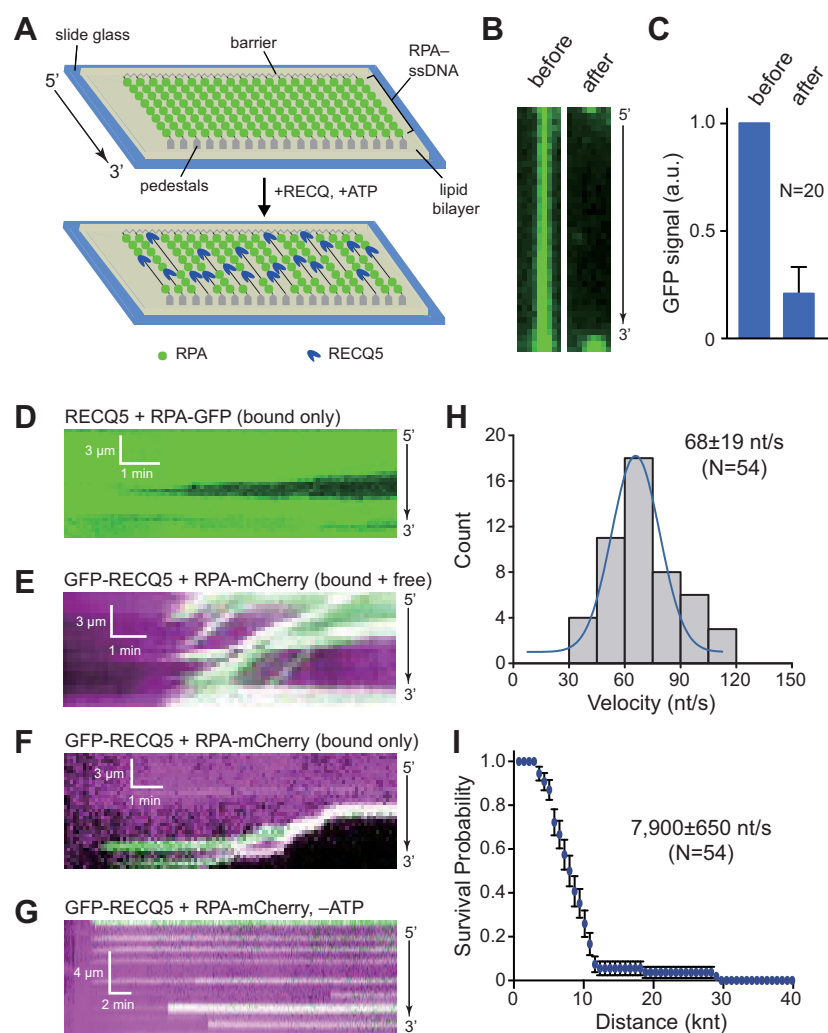 A
slide glass
barrier
RPA–
ssDNA
5'
3'
pedestals
+RECQ, +ATP
lipid
bilayer
RPA
RECQ5
B
before
after
5'
3'
C
before
after
1.0
0.5
0
GFP signal (a.u.)
N=20
D
RECQ5 + RPA-GFP (bound only)
3 µm
1 min
5'
3'
E
GFP-RECQ5 + RPA-mCherry (bound + free)
3 µm
1 min
5'
3'
F
GFP-RECQ5 + RPA-mCherry (bound only)
3 µm
1 min
5'
3'
G
GFP-RECQ5 + RPA-mCherry, –ATP
4 µm
2 min
5'
3'
H
68±19 nt/s
(N=54)
20
16
12
8
4
0
Count
0 30 60 90 120 150
Velocity (nt/s)
I
7,900±650 nt/s
(N=54)
1.0
0.8
0.6
0.4
0.2
0
Survival Probability
0 10 20 30 40
Distance (knt)